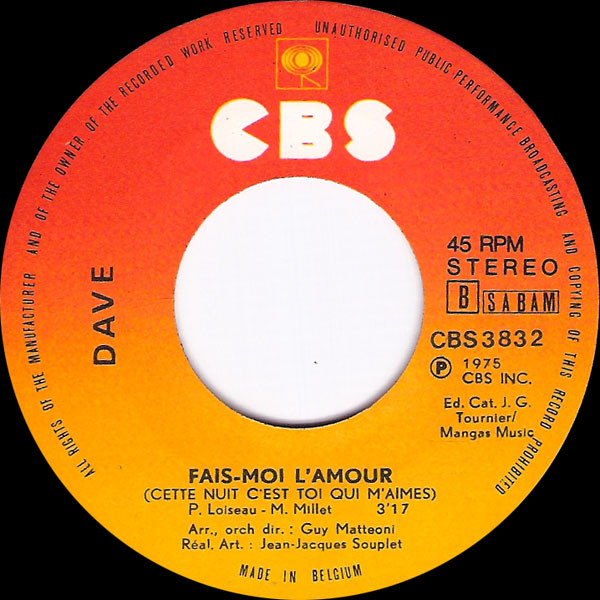 ALL RIGHTS OF THE MANUFACTURER AND OF THE OWNER OF THE RECORDED WORK RESERVED UNAUTHORISED PUBLIC PERFORMANCE BROADCASTING AND COPYING OF THIS RECORD PROHIBITED
CBS
DAVE
45 RPM
STEREO
B SABAM
CBS 3832
Ⓟ 1975
CBS INC.
Ed. Cat. J. G.
Tournier/
Mangas Music
FAIS-MOI L'AMOUR
(CETTE NUIT C'EST TOI QUI M'AIMES)
P. Loiseau - M. Millet 3'17
Arr., orch dir. : Guy Matteoni
Réal. Art. : Jean-Jacques Souplet
MADE IN BELGIUM